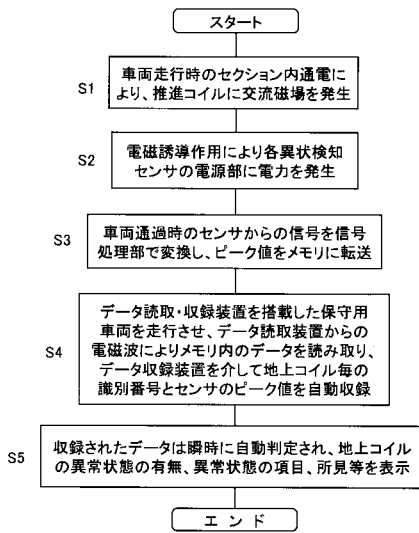 スタート
S1
車両走行時のセクション内通電に
より、推進コイルに交流磁場を発生
S2
電磁誘導作用により各異状検知
センサの電源部に電力を発生
S3
車両通過時のセンサからの信号を信号
処理部で変換し、ピーク値をメモリに転送
S4
データ読取・収録装置を搭載した保守用
車両を走行させ、データ読取装置からの
電磁波によりメモリ内のデータを読み取り、
データ収録装置を介して地上コイル毎の
識別番号とセンサのピーク値を自動収録
S5
収録されたデータは瞬時に自動判定され、地上コイル
の異常状態の有無、異常状態の項目、所見等を表示
エンド